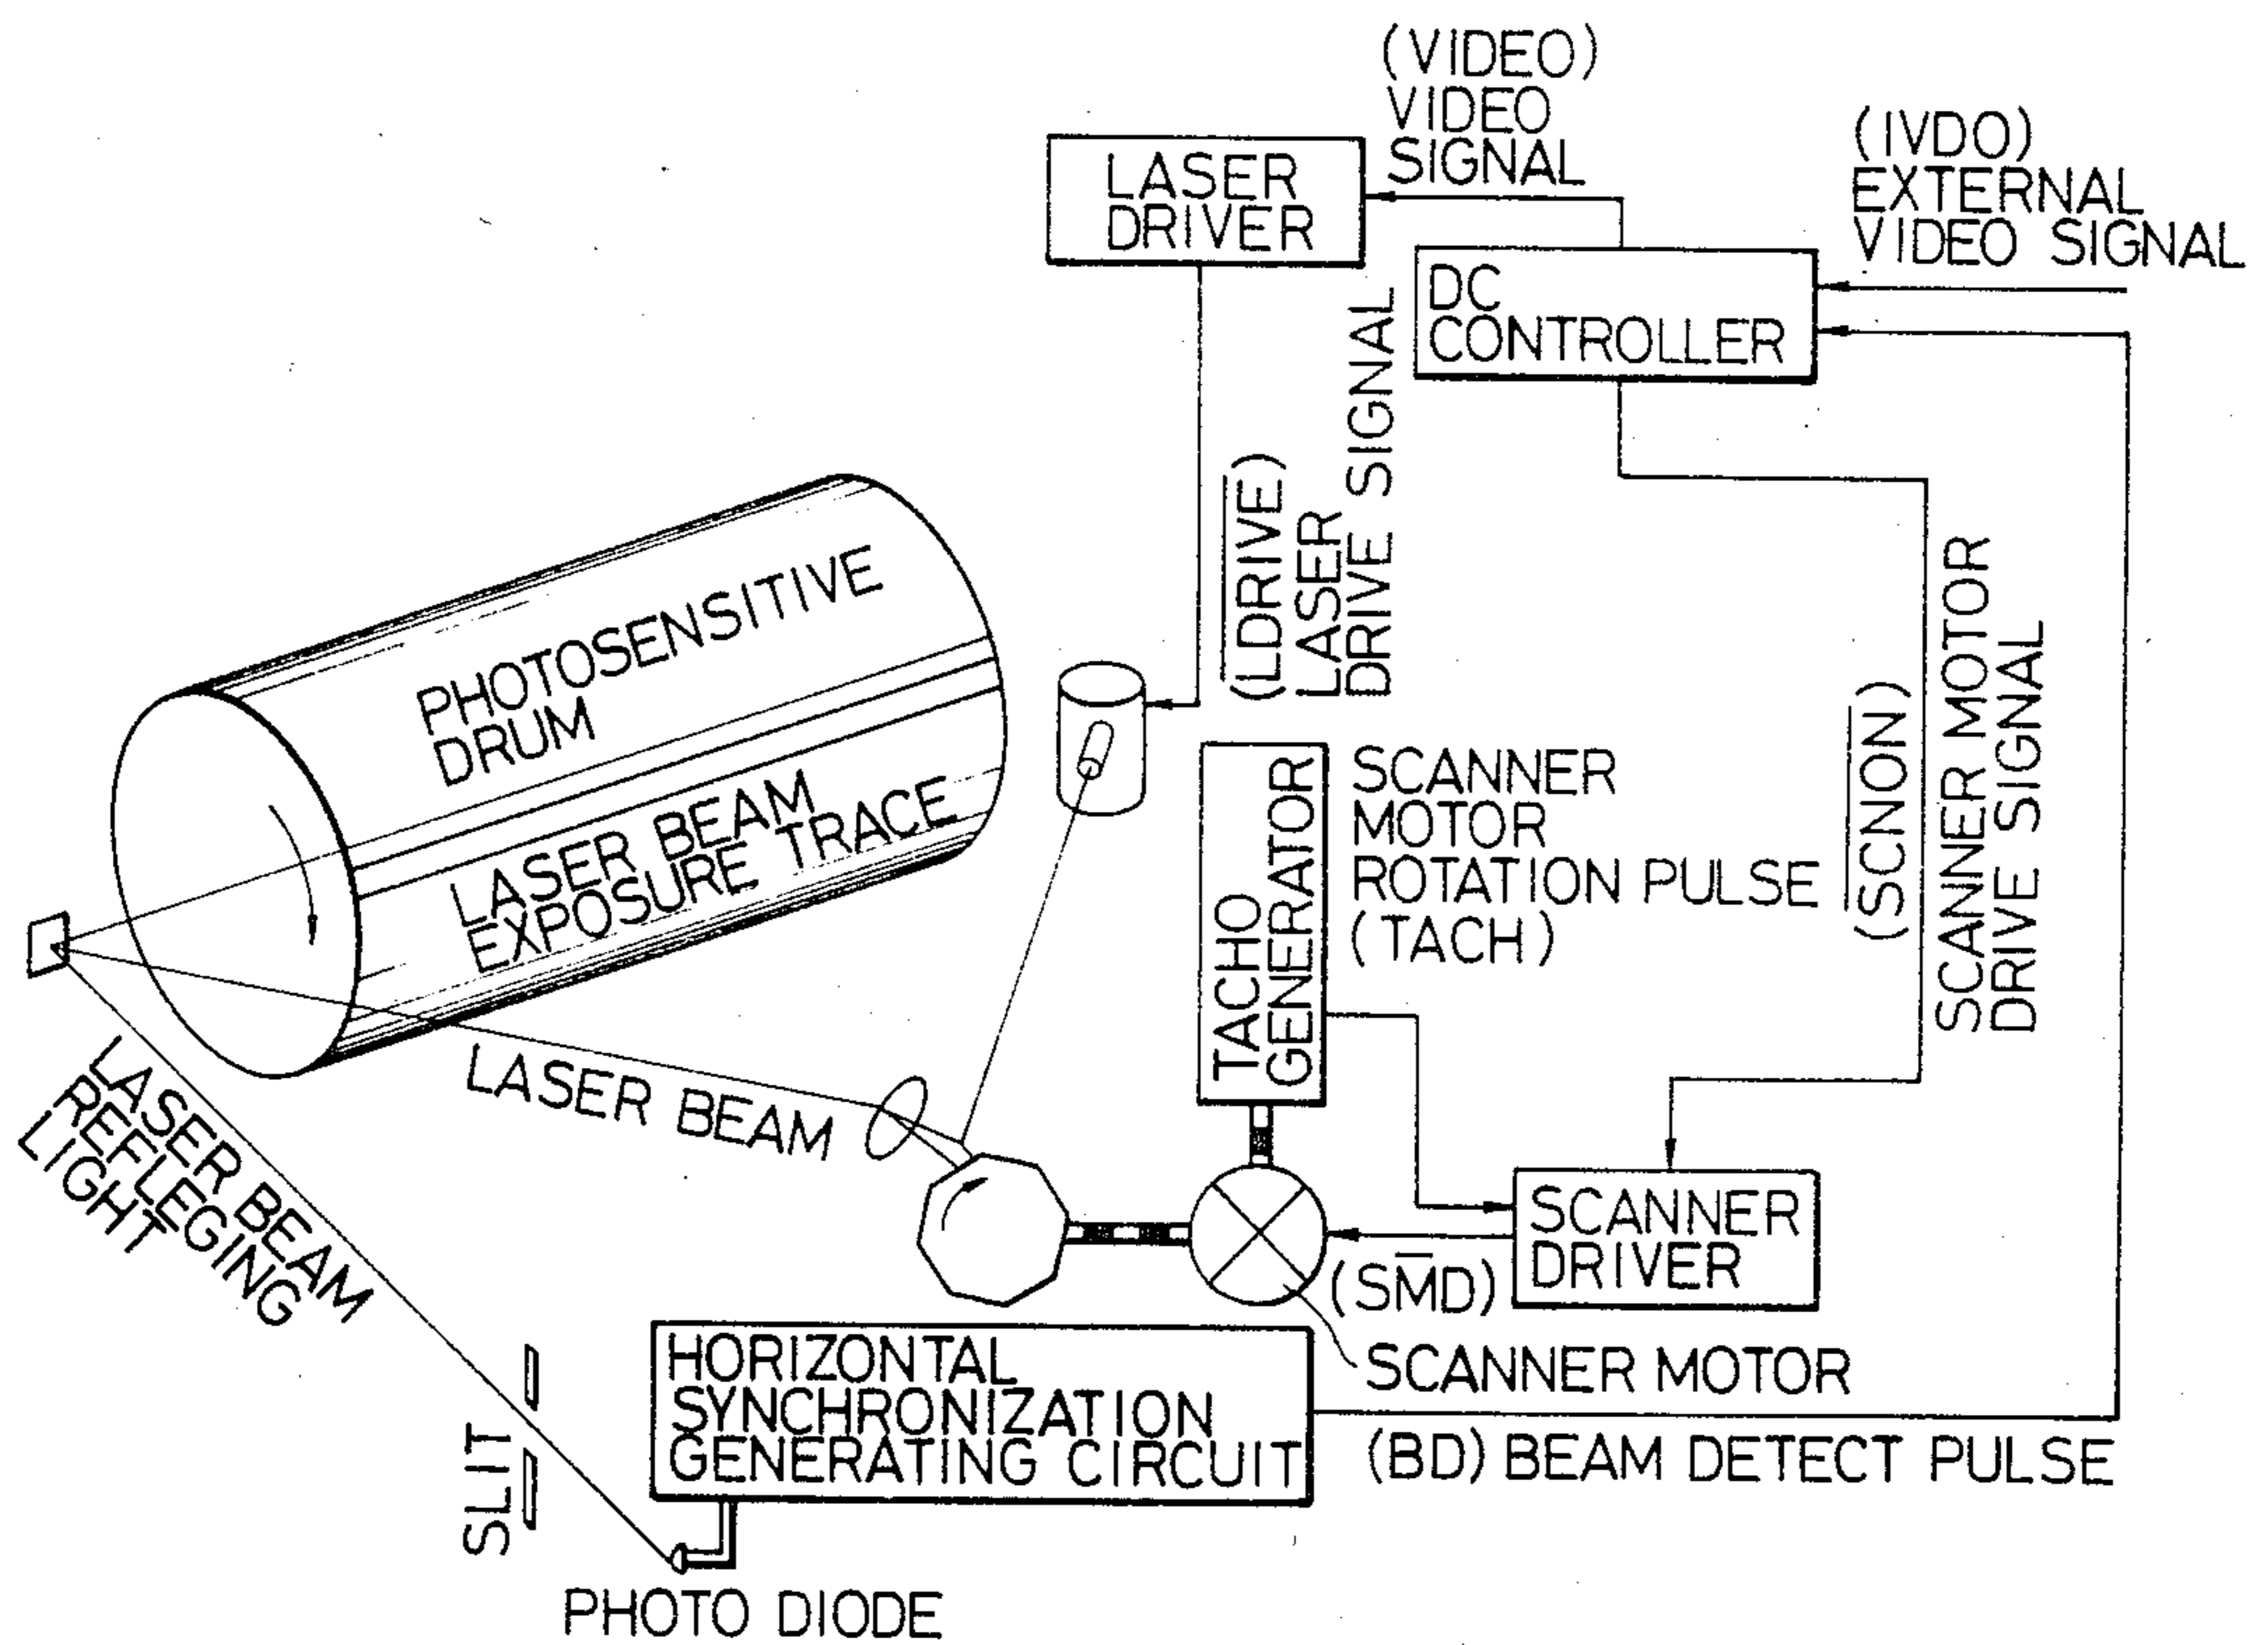 (VIDEO)
VIDEO
SIGNAL
(IVDO)
EXTERNAL
VIDEO SIGNAL
LASER
DRIVER
DC
CONTROLLER
(LDRIVE)
LASER
DRIVE SIGNAL
PHOTOSENSITIVE
DRUM
LASER BEAM
EXPOSURE TRACE
TACHO
GENERATOR
SCANNER
MOTOR
ROTATION PULSE
(TACH)
(SCNON)
SCANNER MOTOR
DRIVE SIGNAL
LASER BEAM
LASER BEAM
REFLEGING
LIGHT
SCANNER
DRIVER
(SMD)
SCANNER MOTOR
HORIZONTAL
SYNCHRONIZATION
GENERATING CIRCUIT
(BD) BEAM DETECT PULSE
SLIT
PHOTO DIODE